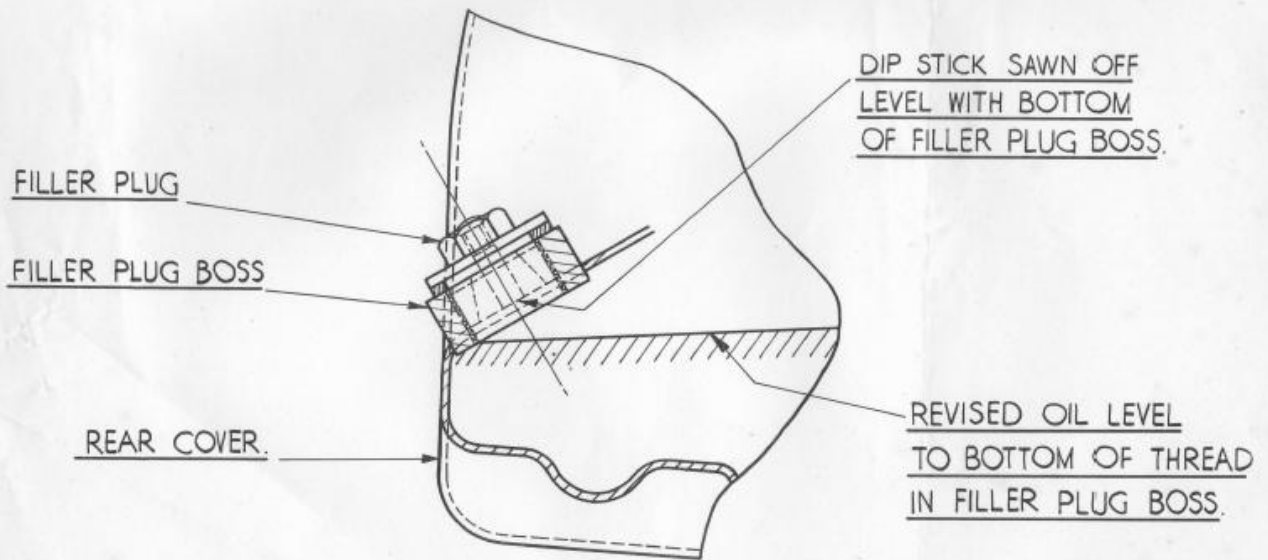 DIP STICK SAWN OFF
LEVEL WITH BOTTOM
OF FILLER PLUG BOSS.
FILLER PLUG
FILLER PLUG BOSS
REAR COVER.
REVISED OIL LEVEL
TO BOTTOM OF THREAD
IN FILLER PLUG BOSS.